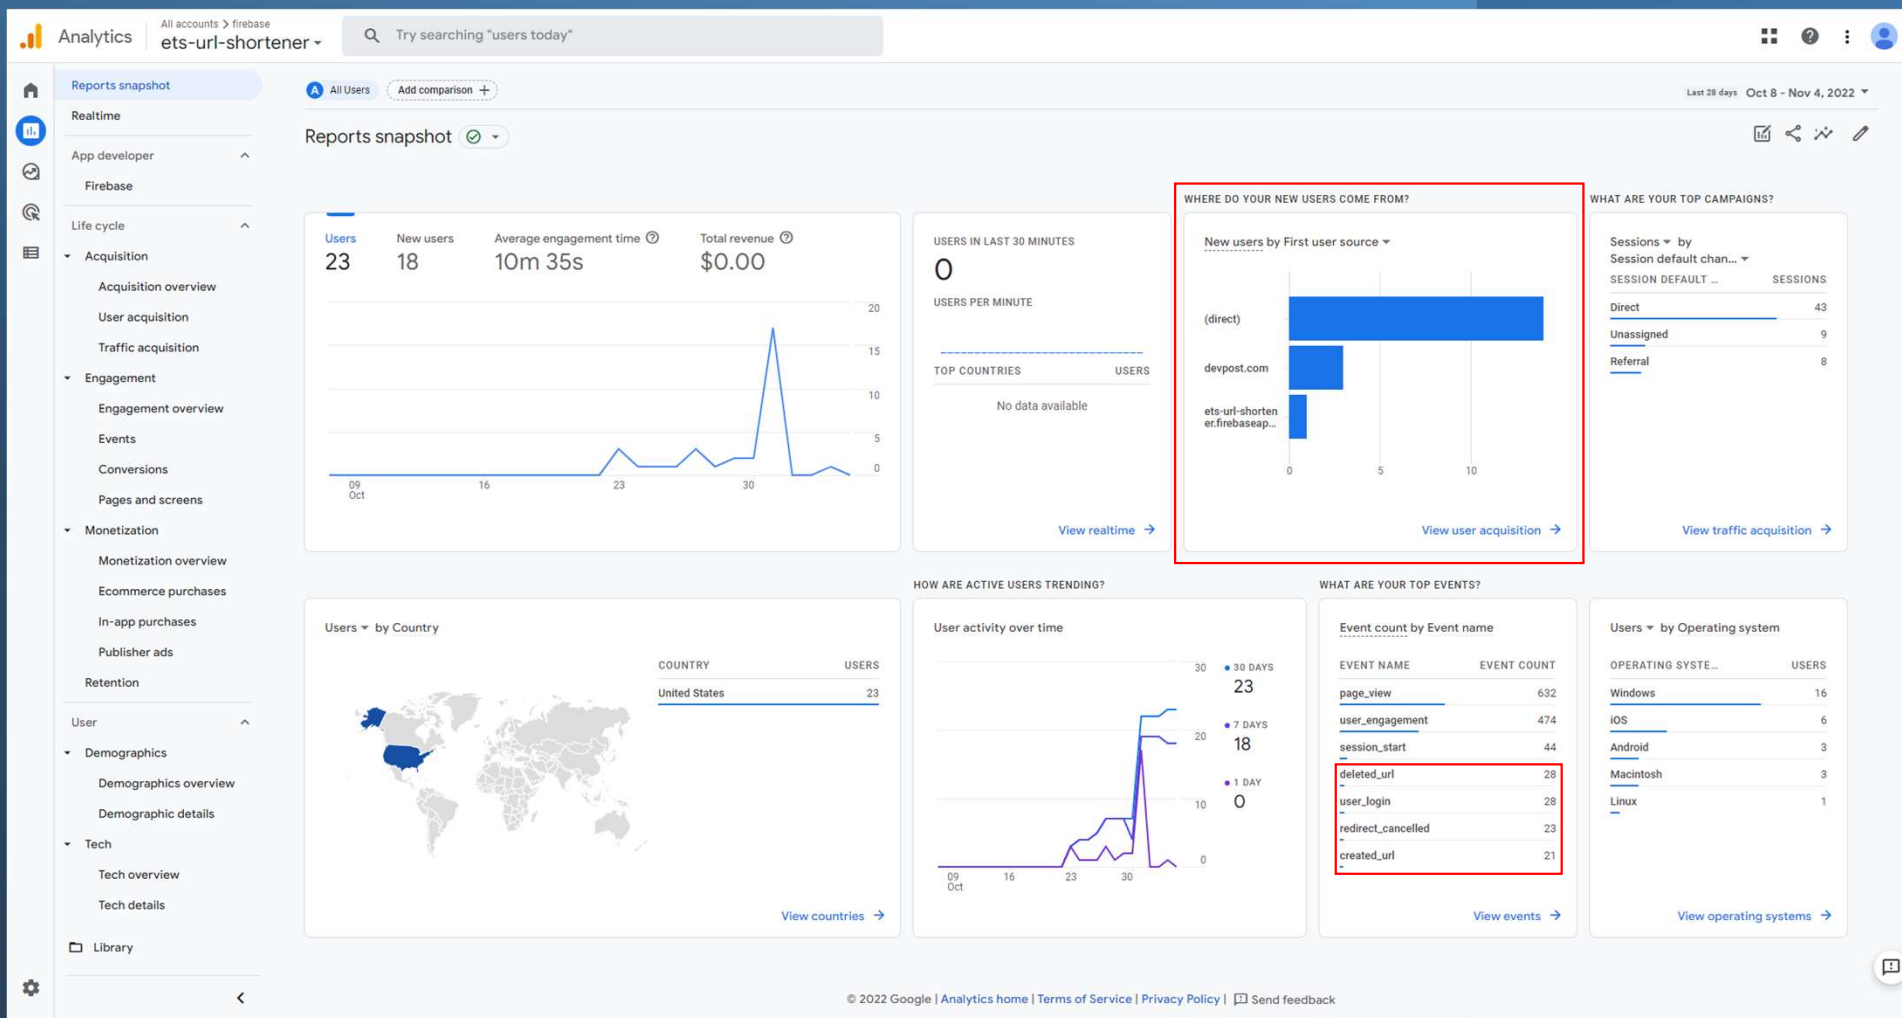 All accounts > firebase
Analytics
ets-url-shortener
Try searching "users today"
Reports snapshot
Realtime
App developer
Firebase
Life cycle
Acquisition
Acquisition overview
User acquisition
Traffic acquisition
Engagement
Engagement overview
Events
Conversions
Pages and screens
Monetization
Monetization overview
Ecommerce purchases
In-app purchases
Publisher ads
Retention
User
Demographics
Demographics overview
Demographic details
Tech
Tech overview
Tech details
Library
A All Users
Add comparison +
Last 28 days Oct 8 - Nov 4, 2022
Reports snapshot
Users New users Average engagement time Total revenue
23 18 10m 35s $0.00
20
15
10
5
0
09 16 23 30
Oct
USERS IN LAST 30 MINUTES
0
USERS PER MINUTE
TOP COUNTRIES USERS
No data available
View realtime
WHERE DO YOUR NEW USERS COME FROM?
New users by First user source
(direct)
devpost.com
ets-url-shorten
er.firebaseap...
0 5 10
View user acquisition
WHAT ARE YOUR TOP CAMPAIGNS?
Sessions by
Session default chan...
SESSION DEFAULT ... SESSIONS
Direct 43
Unassigned 9
Referral 8
View traffic acquisition
Users by Country
COUNTRY USERS
United States 23
View countries
HOW ARE ACTIVE USERS TRENDING?
User activity over time
30
20
10
0
09 16 23 30
Oct
30 DAYS
23
7 DAYS
18
1 DAY
0
WHAT ARE YOUR TOP EVENTS?
Event count by Event name
EVENT NAME EVENT COUNT
page_view 632
user_engagement 474
session_start 44
deleted_url 28
user_login 28
redirect_cancelled 23
created_url 21
View events
Users by Operating system
OPERATING SYSTE... USERS
Windows 16
iOS 6
Android 3
Macintosh 3
Linux 1
View operating systems
© 2022 Google | Analytics home | Terms of Service | Privacy Policy | Send feedback